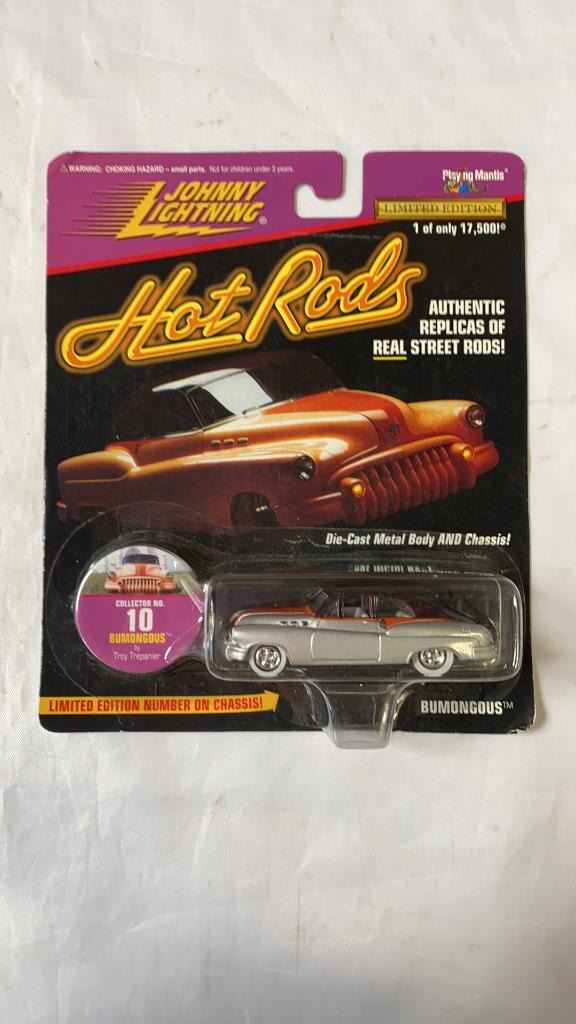 ⚠ WARNING: CHOKING HAZARD – small parts. Not for children under 3 years.
JOHNNY
LIGHTNING®
Playing Mantis®
LIMITED EDITION
1 of only 17,500!*
Hot Rods
AUTHENTIC
REPLICAS OF
REAL STREET RODS!
Die-Cast Metal Body AND Chassis!
COLLECTOR NO.
10
BUMONGOUS™
by
Troy Trepanier
LIMITED EDITION NUMBER ON CHASSIS!
BUMONGOUS™